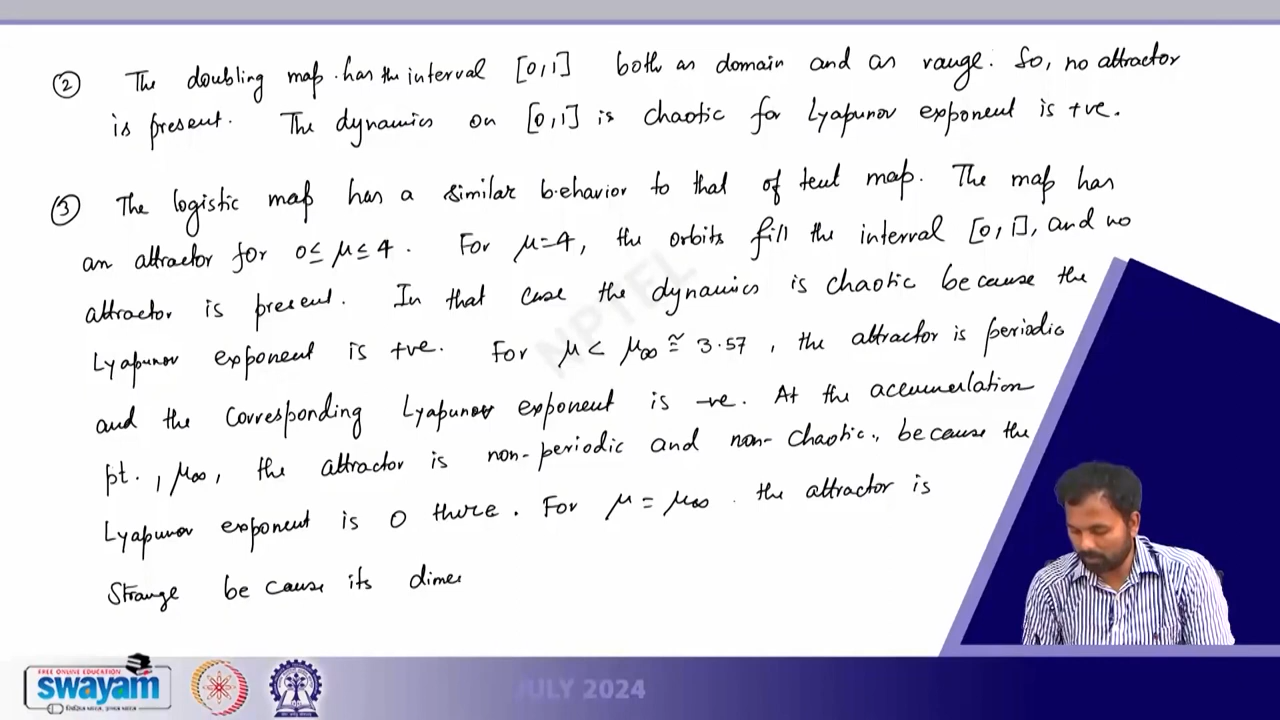 ② The doubling map has the interval [0,1] both as domain and as range. So, no attractor
is present. The dynamics on [0,1] is chaotic for Lyapunov exponent is +ve.
③ The logistic map has a similar behavior to that of tent map. The map has
an attractor for 0≤ μ ≤ 4. For μ=4, the orbits fill the interval [0,1], and no
attractor is present. In that case the dynamics is chaotic because the
Lyapunov exponent is +ve. For μ < μ∞ ≅ 3.57, the attractor is periodic
and the corresponding Lyapunov exponent is -ve. At the accumulation
pt., μ∞, the attractor is non-periodic and non-chaotic, because the
Lyapunov exponent is 0 there. For μ = μ∞ the attractor is
Strange because its dimen
NPTEL
FREE ONLINE EDUCATION
swayam
JULY 2024